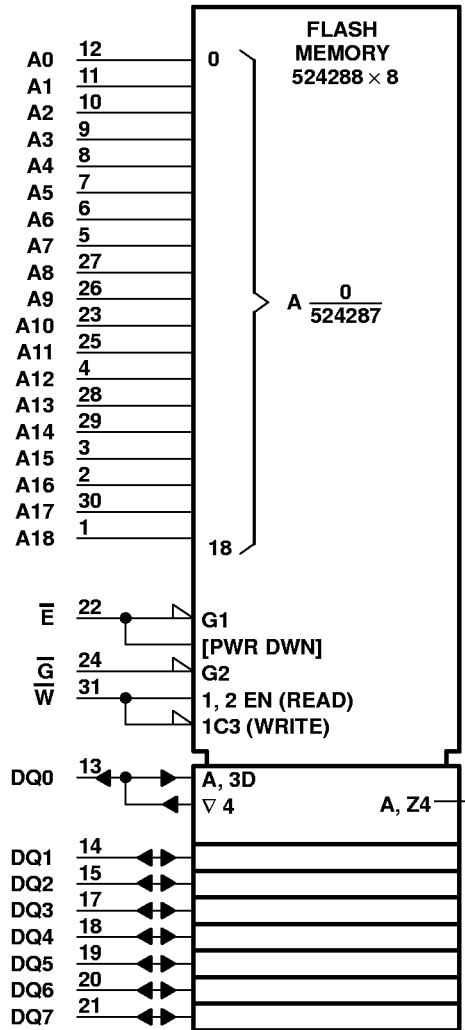 FLASH
MEMORY
524288 × 8
A0 12 0
A1 11
A2 10
A3 9
A4 8
A5 7
A6 6
A7 5
A8 27
A9 26
A10 23
A 0
524287
A11 25
A12 4
A13 28
A14 29
A15 3
A16 2
A17 30
A18 1
18
E̅ 22 G1
[PWR DWN]
G̅ 24 G2
W̅ 31 1, 2 EN (READ)
1C3 (WRITE)
DQ0 13 A, 3D
∇ 4 A, Z4
DQ1 14
DQ2 15
DQ3 17
DQ4 18
DQ5 19
DQ6 20
DQ7 21